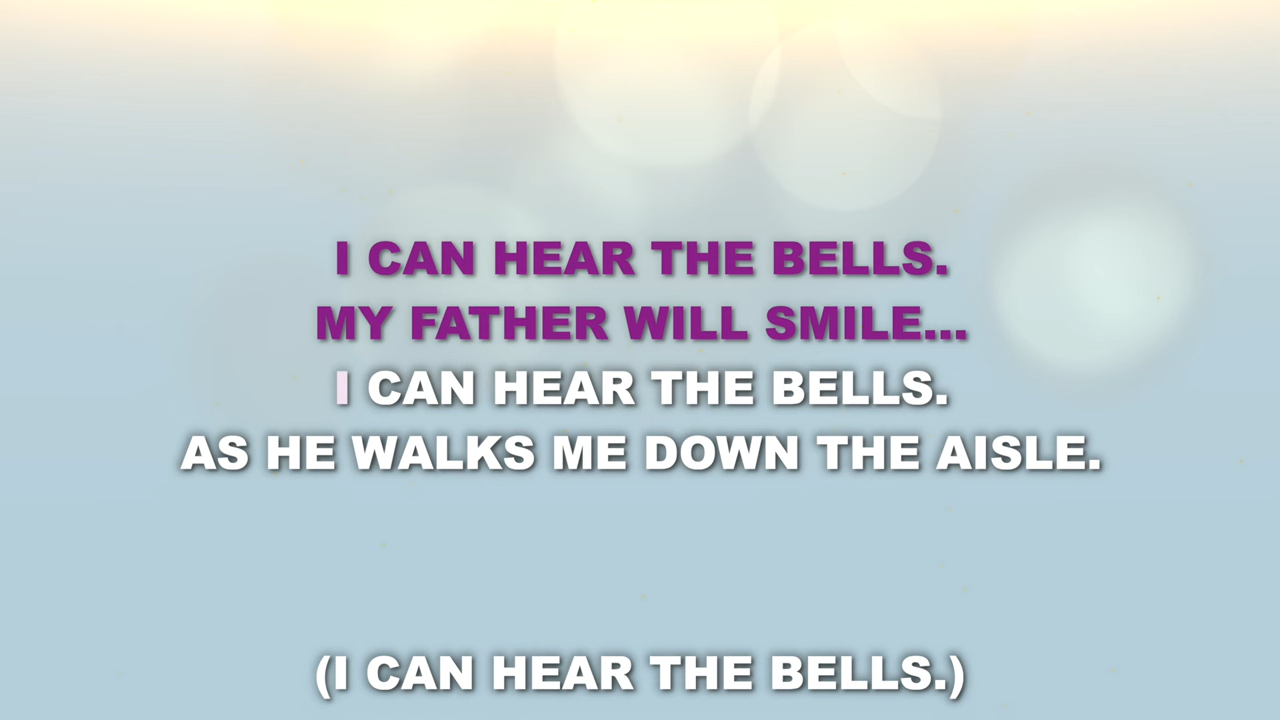 I CAN HEAR THE BELLS.
MY FATHER WILL SMILE...
I CAN HEAR THE BELLS.
AS HE WALKS ME DOWN THE AISLE.
(I CAN HEAR THE BELLS.)